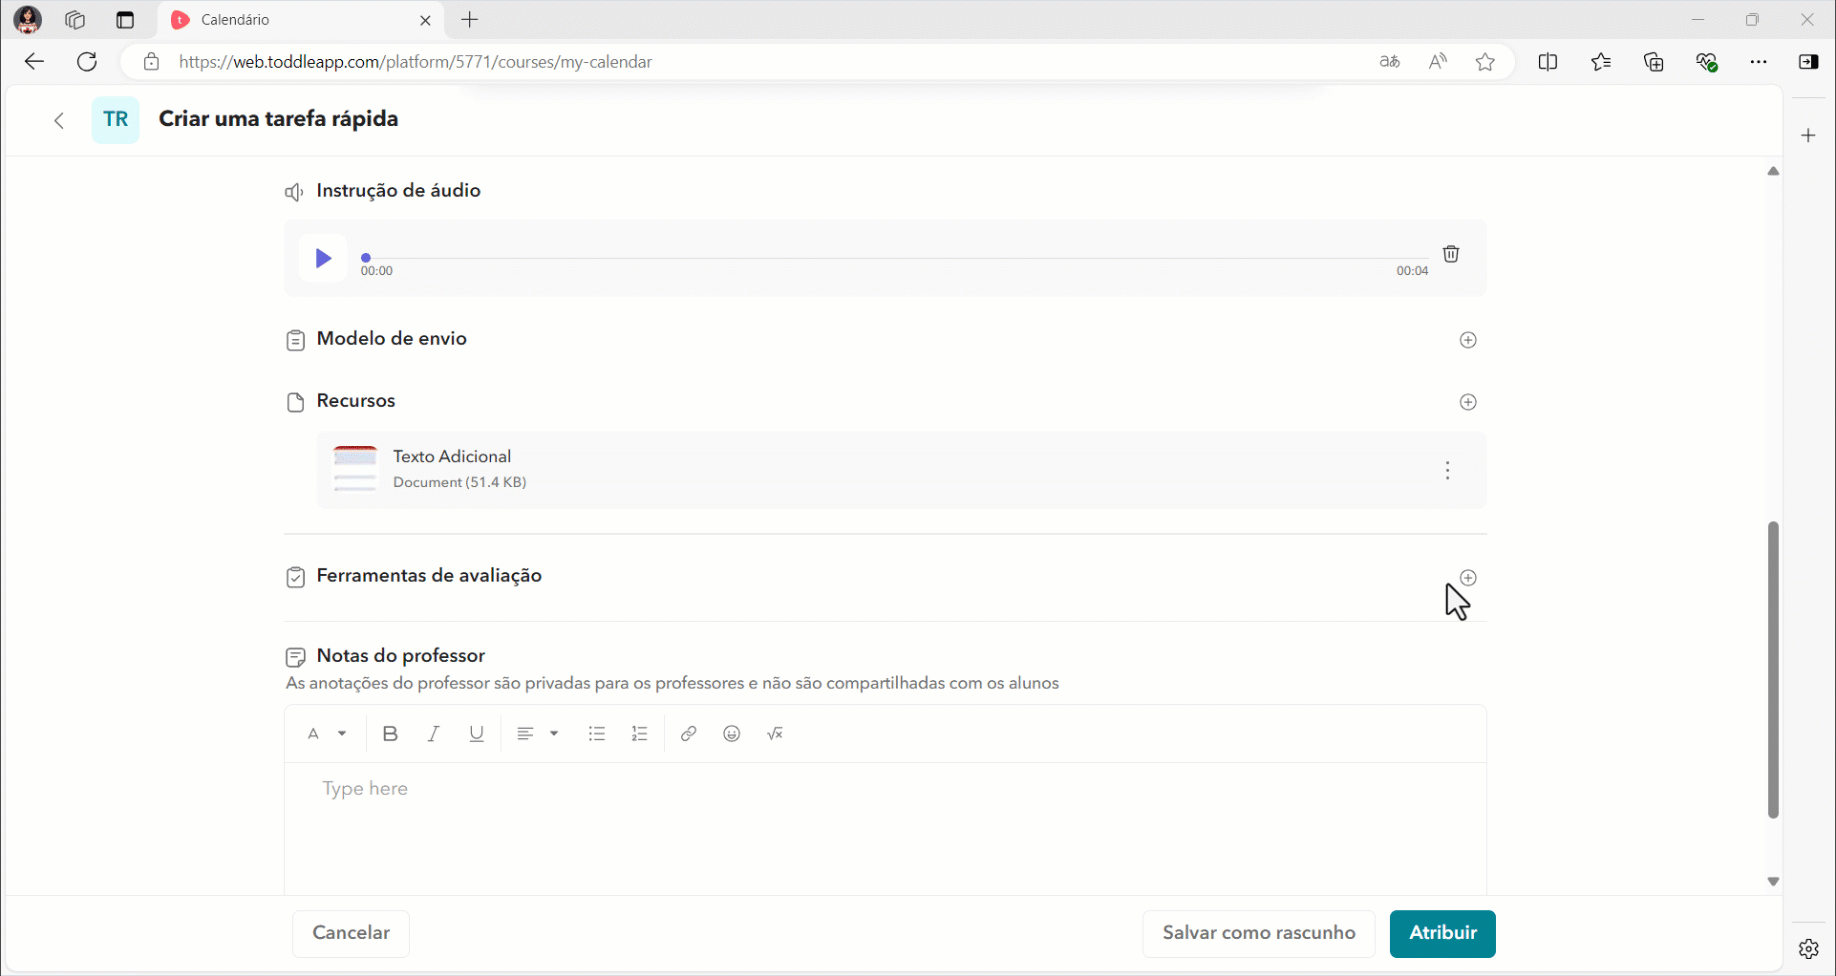 Calendário
https://web.toddleapp.com/platform/5771/courses/my-calendar
TR
Criar uma tarefa rápida
Instrução de áudio
00:00
00:04
Modelo de envio
Recursos
Texto Adicional
Document (51.4 KB)
Ferramentas de avaliação
Notas do professor
As anotações do professor são privadas para os professores e não são compartilhadas com os alunos
Type here
Cancelar
Salvar como rascunho
Atribuir